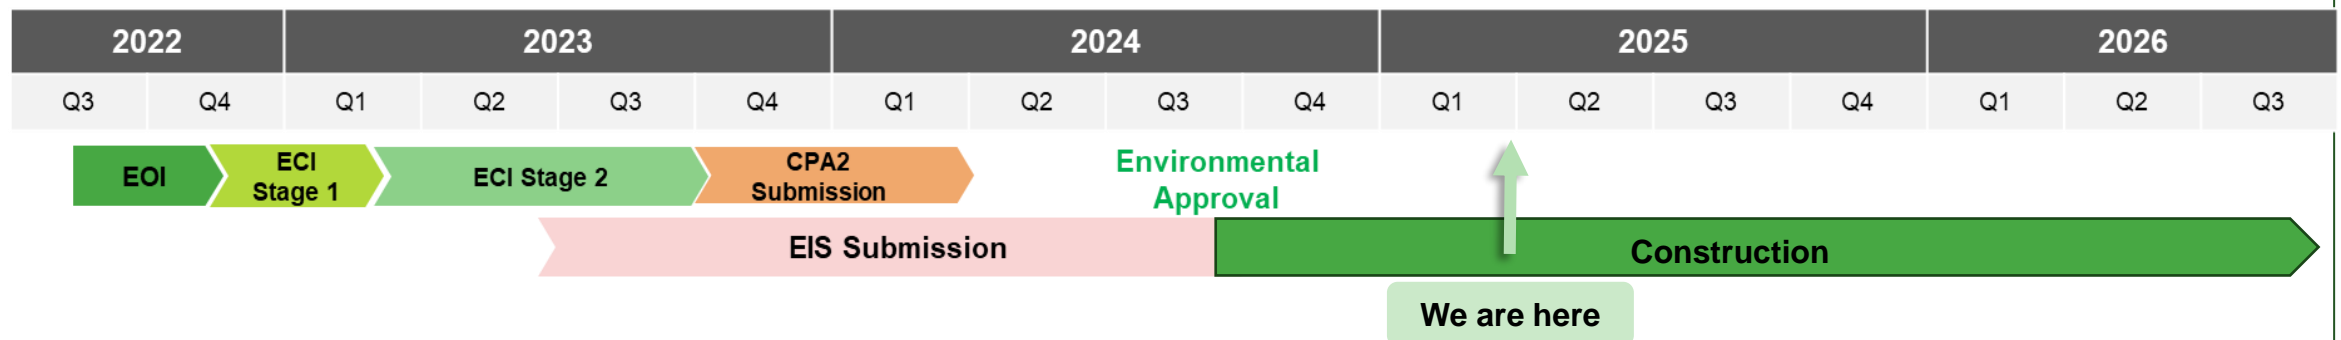 2022 2023 2024 2025 2026
Q3 Q4 Q1 Q2 Q3 Q4 Q1 Q2 Q3 Q4 Q1 Q2 Q3 Q4 Q1 Q2 Q3
EOI
ECI
Stage 1
ECI Stage 2
CPA2
Submission
Environmental
Approval
EIS Submission
Construction
We are here